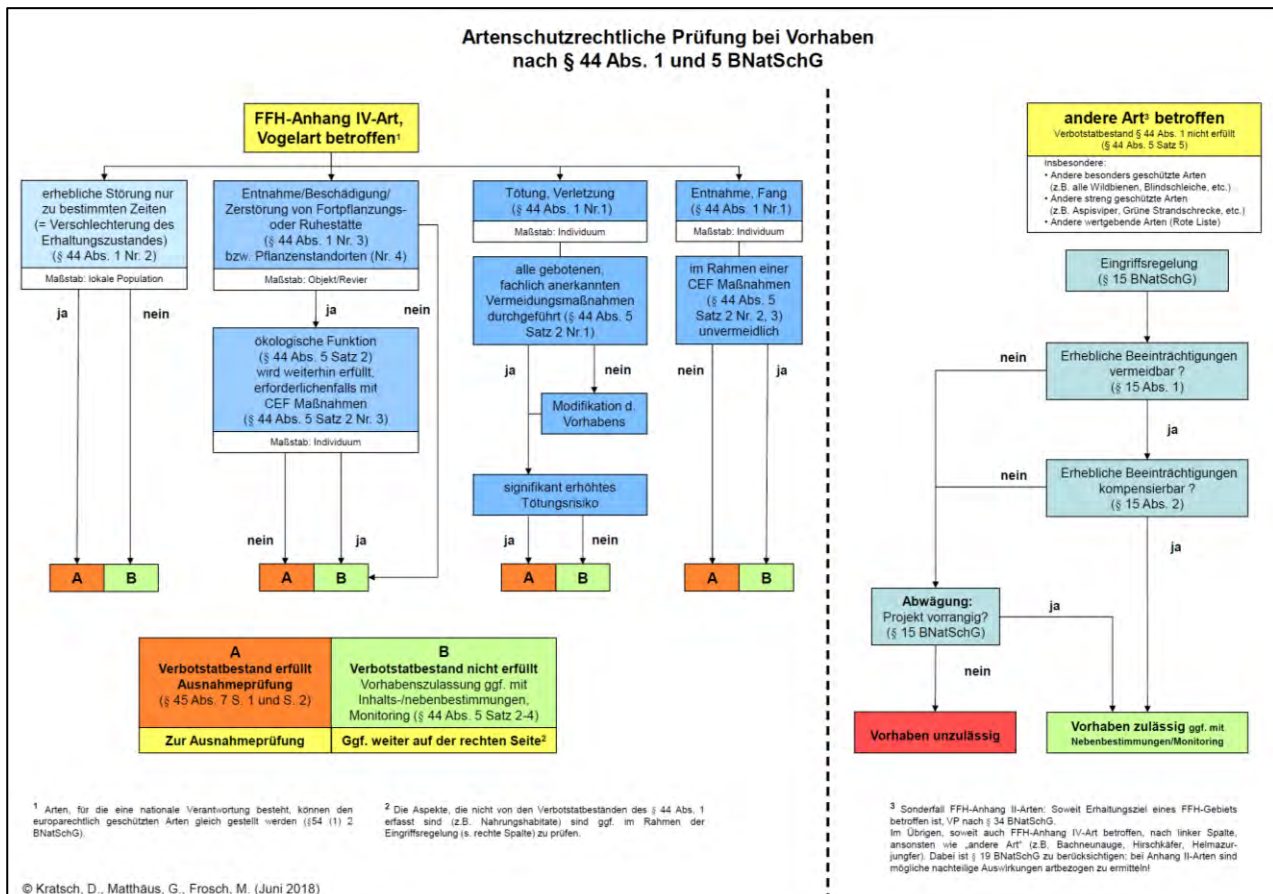 Artenschutzrechtliche Prüfung bei Vorhaben
nach § 44 Abs. 1 und 5 BNatSchG
FFH-Anhang IV-Art,
Vogelart betroffen¹
erhebliche Störung nur
zu bestimmten Zeiten
(= Verschlechterung des
Erhaltungszustandes)
(§ 44 Abs. 1 Nr. 2)
Maßstab: lokale Population
ja
nein
A
B
Entnahme/Beschädigung/
Zerstörung von Fortpflanzungs-
oder Ruhestätte
(§ 44 Abs. 1 Nr. 3)
bzw. Pflanzenstandorten (Nr. 4)
Maßstab: Objekt/Revier
ja
nein
ökologische Funktion
(§ 44 Abs. 5 Satz 2)
wird weiterhin erfüllt,
erforderlichenfalls mit
CEF Maßnahmen
(§ 44 Abs. 5 Satz 2 Nr. 3)
Maßstab: Individuum
nein
ja
A
B
Tötung, Verletzung
(§ 44 Abs. 1 Nr.1)
Maßstab: Individuum
alle gebotenen,
fachlich anerkannten
Vermeidungsmaßnahmen
durchgeführt (§ 44 Abs. 5
Satz 2 Nr.1)
ja
nein
Modifikation d.
Vorhabens
signifikant erhöhtes
Tötungsrisiko
ja
nein
A
B
Entnahme, Fang
(§ 44 Abs. 1 Nr.1)
Maßstab: Individuum
im Rahmen einer
CEF Maßnahmen
(§ 44 Abs. 5
Satz 2 Nr. 2, 3)
unvermeidlich
nein
ja
A
B
A
Verbotstatbestand erfüllt
Ausnahmeprüfung
(§ 45 Abs. 7 S. 1 und S. 2)
Zur Ausnahmeprüfung
B
Verbotstatbestand nicht erfüllt
Vorhabenszulassung ggf. mit
Inhalts-/nebenbestimmungen,
Monitoring (§ 44 Abs. 5 Satz 2-4)
Ggf. weiter auf der rechten Seite²
andere Art³ betroffen
Verbotstatbestand § 44 Abs. 1 nicht erfüllt
(§ 44 Abs. 5 Satz 5)
insbesondere:
• Andere besonders geschützte Arten
(z.B. alle Wildbienen, Blindschleiche, etc.)
• Andere streng geschützte Arten
(z.B. Aspisviper, Grüne Strandschrecke, etc.)
• Andere wertgebende Arten (Rote Liste)
Eingriffsregelung
(§ 15 BNatSchG)
nein
Erhebliche Beeinträchtigungen
vermeidbar ?
(§ 15 Abs. 1)
ja
nein
Erhebliche Beeinträchtigungen
kompensierbar ?
(§ 15 Abs. 2)
ja
Abwägung:
Projekt vorrangig?
(§ 15 BNatSchG)
ja
nein
Vorhaben unzulässig
Vorhaben zulässig ggf. mit
Nebenbestimmungen/Monitoring
¹ Arten, für die eine nationale Verantwortung besteht, können den
europarechtlich geschützten Arten gleich gestellt werden (§54 (1) 2
BNatSchG).
² Die Aspekte, die nicht von den Verbotstatbeständen des § 44 Abs. 1
erfasst sind (z.B. Nahrungshabitate) sind ggf. im Rahmen der
Eingriffsregelung (s. rechte Spalte) zu prüfen.
³ Sonderfall FFH-Anhang II-Arten: Soweit Erhaltungsziel eines FFH-Gebiets
betroffen ist, VP nach § 34 BNatSchG.
Im Übrigen, soweit auch FFH-Anhang IV-Art betroffen, nach linker Spalte,
ansonsten wie „andere Art“ (z.B. Bachneunauge, Hirschkäfer, Helmazur-
jungfer). Dabei ist § 19 BNatSchG zu berücksichtigen: bei Anhang II-Arten sind
mögliche nachteilige Auswirkungen artbezogen zu ermitteln!
© Kratsch, D., Matthäus, G., Frosch, M. (Juni 2018)